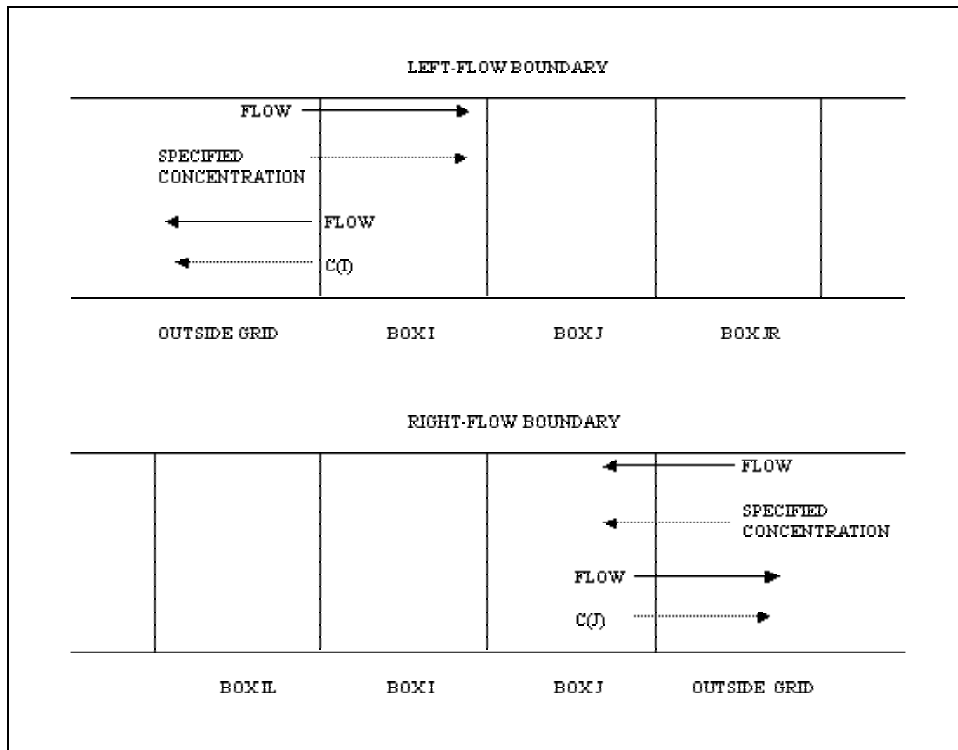 LEFT-FLOW BOUNDARY
FLOW
SPECIFIED
CONCENTRATION
FLOW
C(I)
OUTSIDE GRID BOX I BOX J BOX JR
RIGHT-FLOW BOUNDARY
FLOW
SPECIFIED
CONCENTRATION
FLOW
C(J)
BOX IL BOX I BOX J OUTSIDE GRID